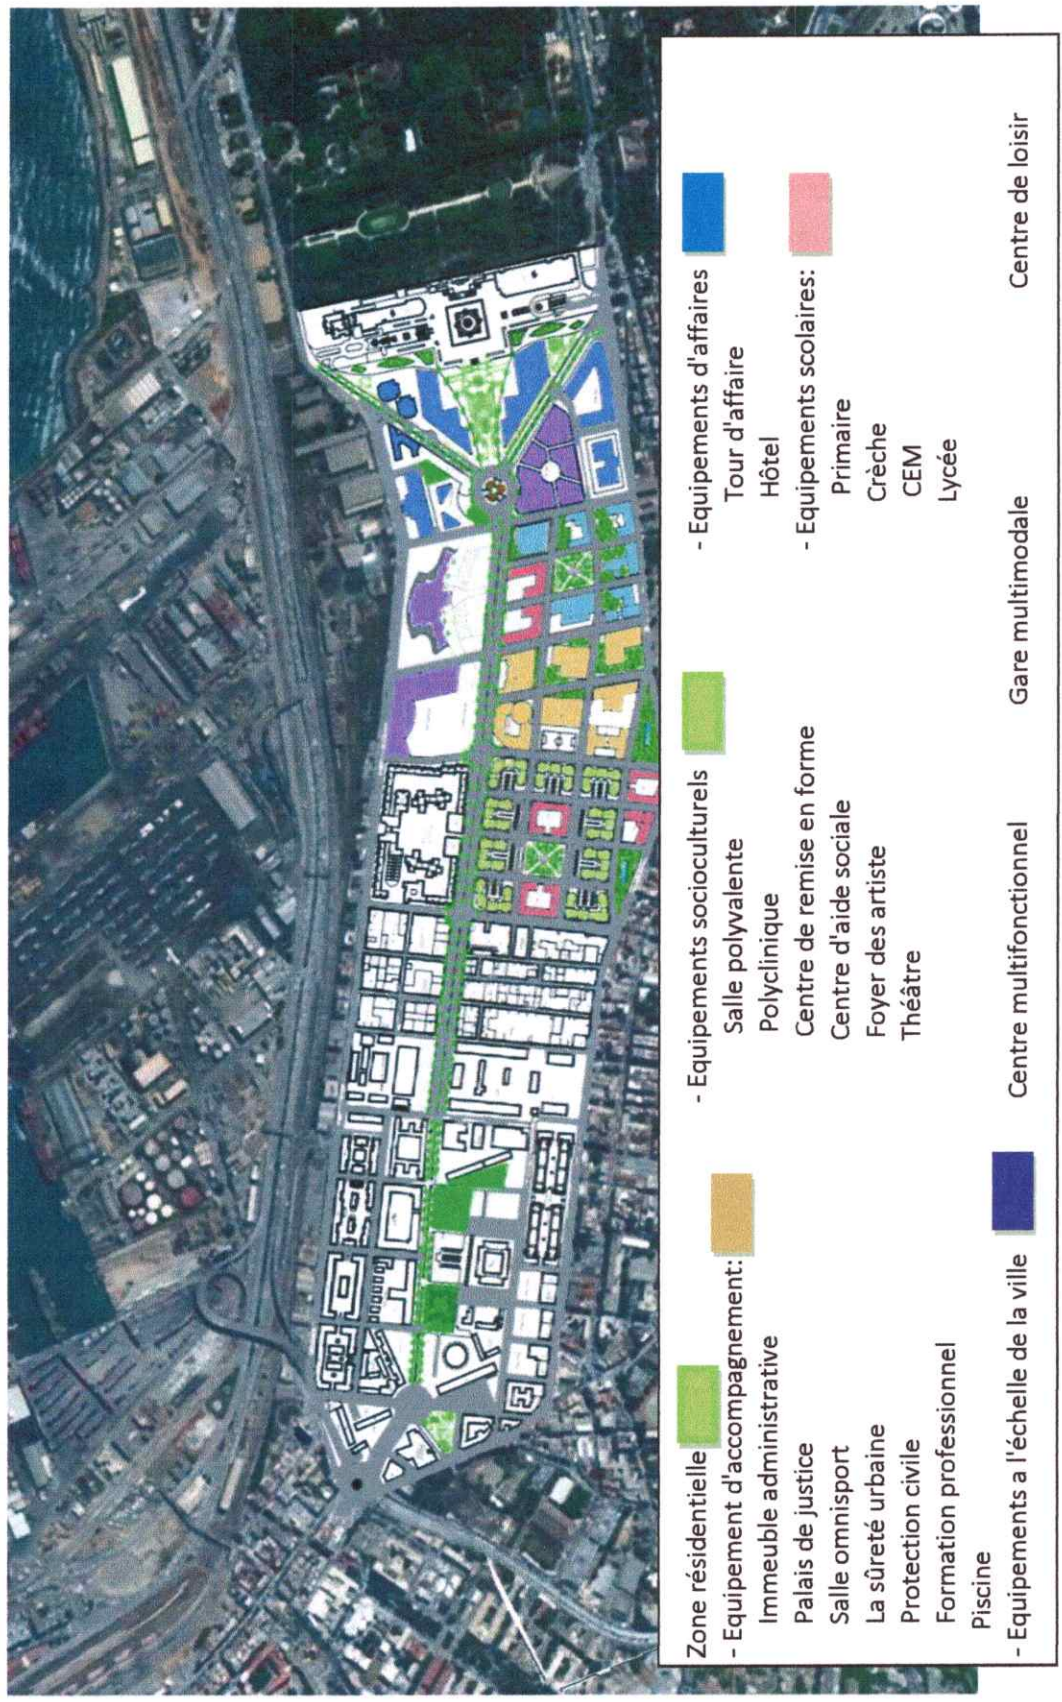 Zone résidentielle
- Equipement d'accompagnement:
Immeuble administrative
Palais de justice
Salle omnisport
La sûreté urbaine
Protection civile
Formation professionnel
Piscine
- Equipements a l'échelle de la ville
Centre multifonctionnel
Gare multimodale
Centre de loisir
- Equipements socioculturels
Salle polyvalente
Polyclinique
Centre de remise en forme
Centre d'aide sociale
Foyer des artiste
Théâtre
- Equipements d'affaires
Tour d'affaire
Hôtel
- Equipements scolaires:
Primaire
Crèche
CEM
Lycée